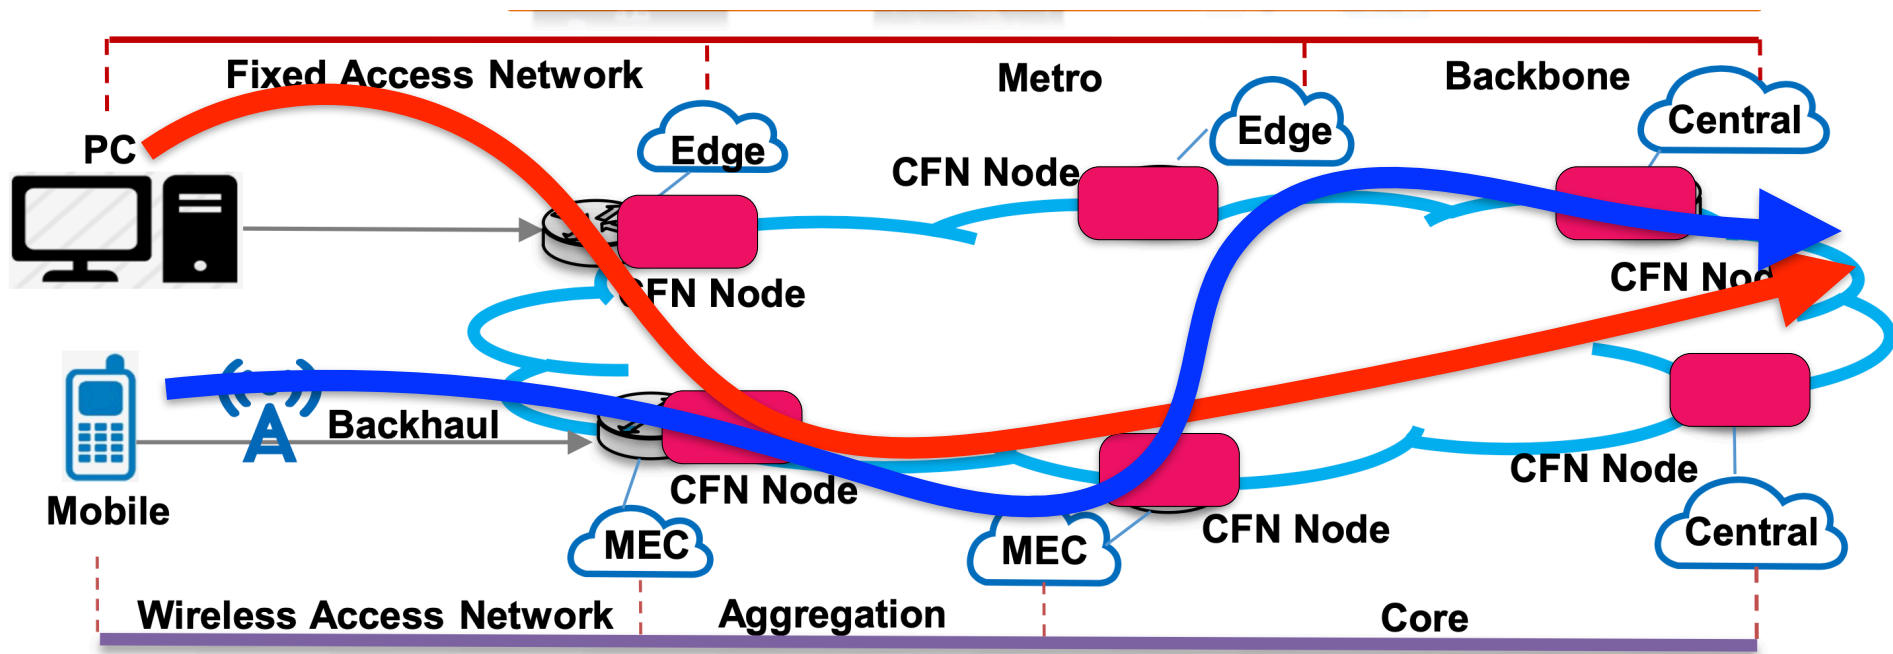 Fixed Access Network
Metro
Backbone
PC
Edge
Edge
Central
CFN Node
CFN Node
CFN Nod
Backhaul
Mobile
CFN Node
CFN Node
CFN Node
MEC
MEC
Central
Wireless Access Network
Aggregation
Core